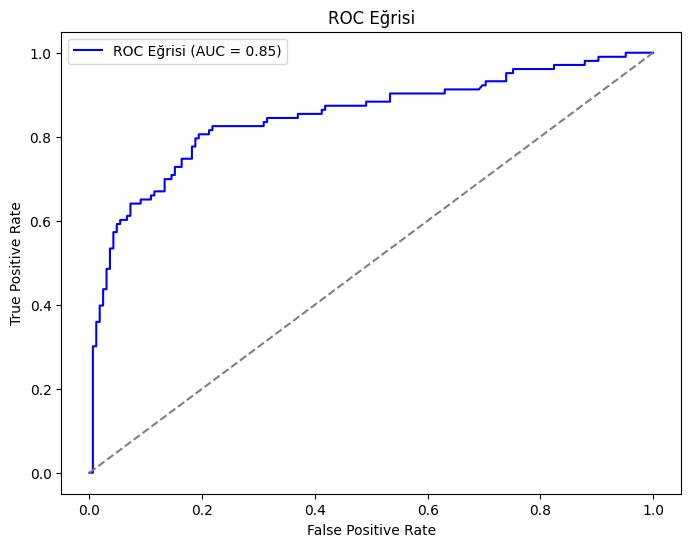 ROC Eğrisi
ROC Eğrisi (AUC = 0.85)
1.0
0.8
0.6
0.4
0.2
0.0
True Positive Rate
0.0 0.2 0.4 0.6 0.8 1.0
False Positive Rate